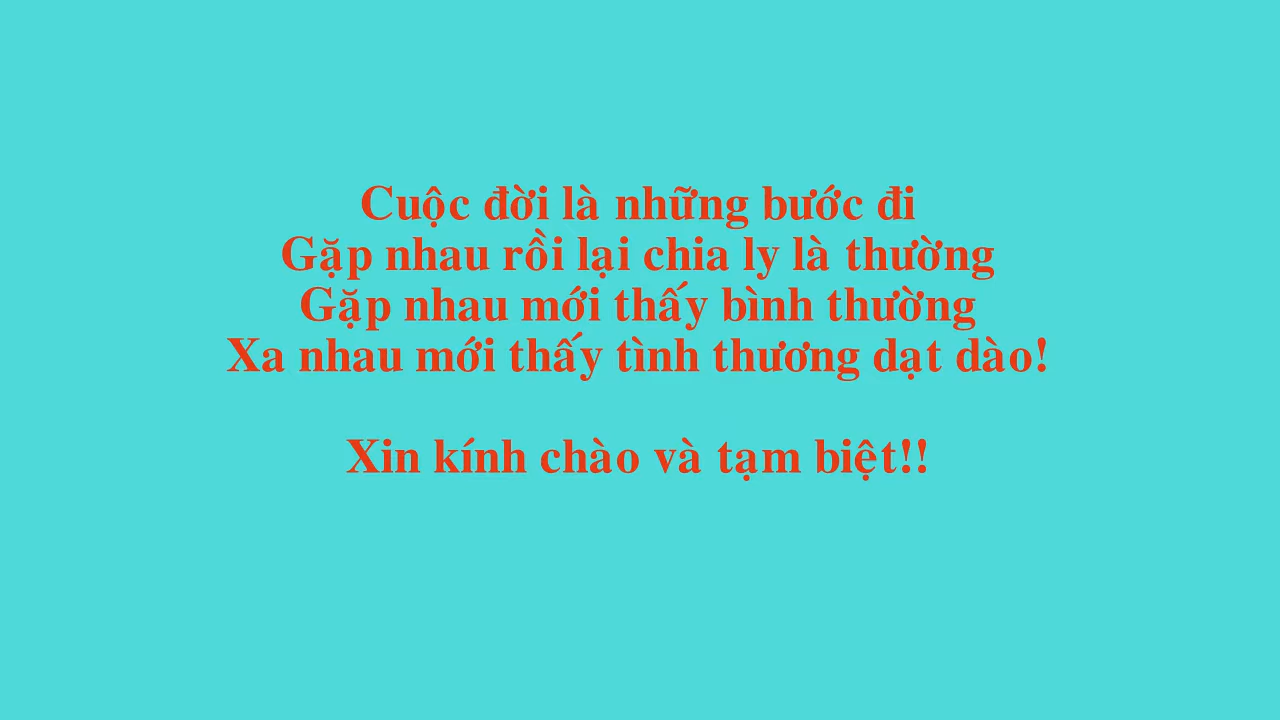 Cuộc đời là những bước đi
Gặp nhau rồi lại chia ly là thường
Gặp nhau mới thấy bình thường
Xa nhau mới thấy tình thương dạt dào!
Xin kính chào và tạm biệt!!